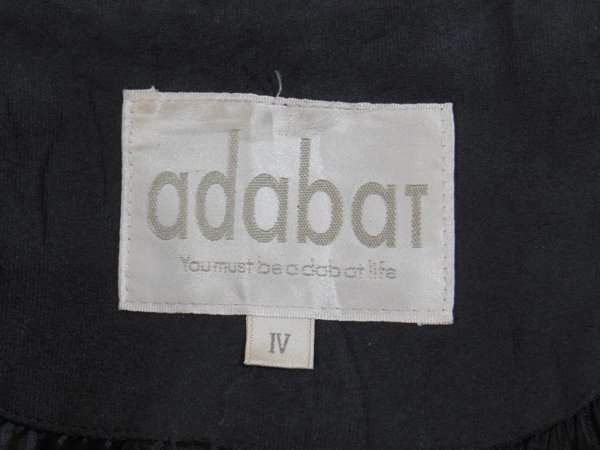 adabat
You must be a dab at life
IV